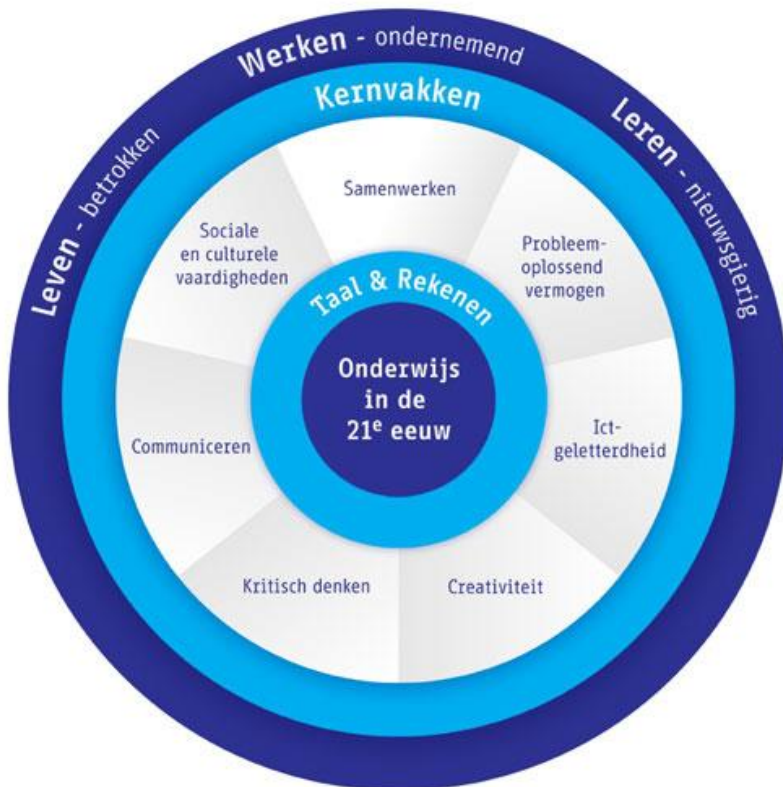 Werken - ondernemend
Leven - betrokken
Leren - nieuwsgierig
Kernvakken
Samenwerken
Probleem-
oplossend
vermogen
Ict-
geletterdheid
Creativiteit
Kritisch denken
Communiceren
Sociale
en culturele
vaardigheden
Taal & Rekenen
Onderwijs
in de
21e eeuw